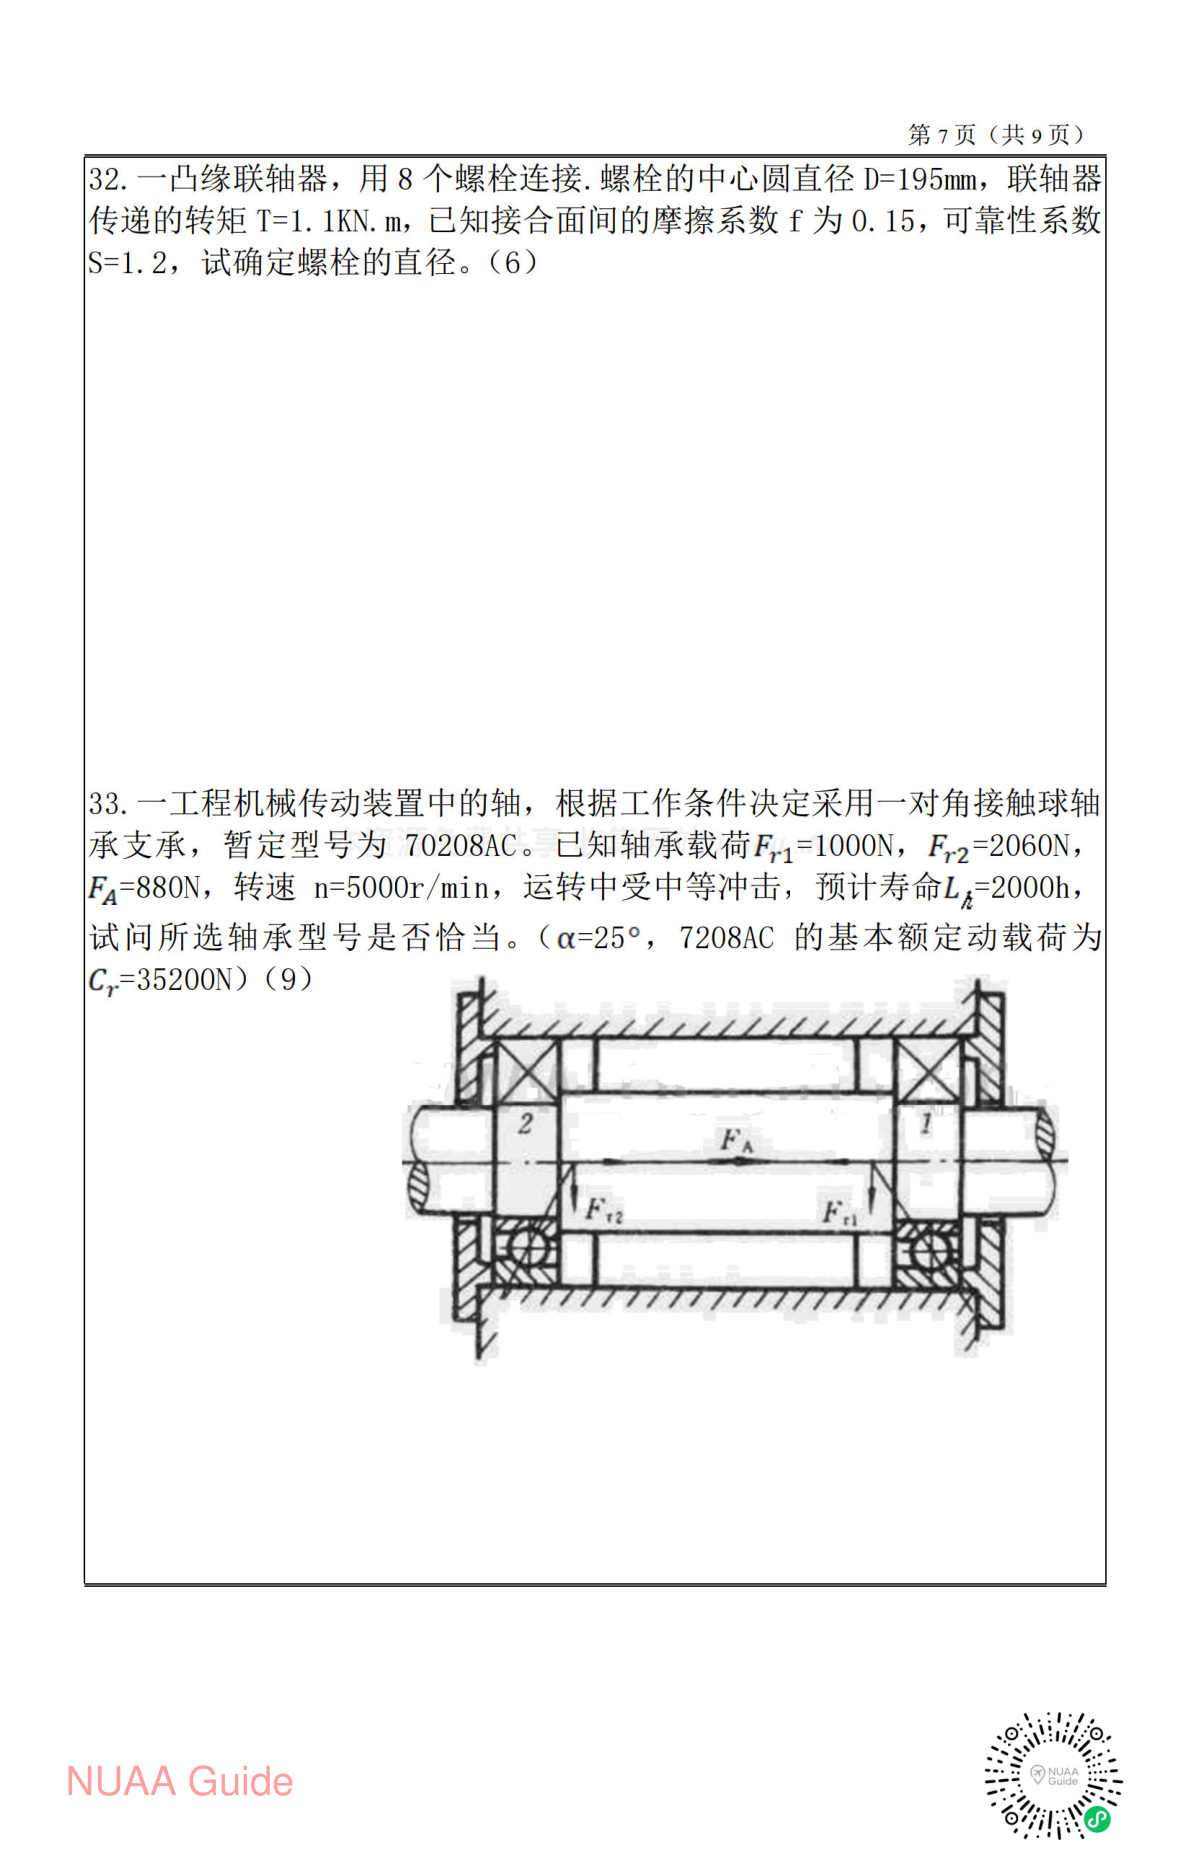 第 7 页（共 9 页）
32. 一凸缘联轴器，用 8 个螺栓连接. 螺栓的中心圆直径 D=195mm，联轴器
传递的转矩 T=1.1KN.m，已知接合面间的摩擦系数 f 为 0.15，可靠性系数
S=1.2，试确定螺栓的直径。（6）
33. 一工程机械传动装置中的轴，根据工作条件决定采用一对角接触球轴
承支承，暂定型号为 70208AC。已知轴承载荷Fr1=1000N，Fr2=2060N，
FA=880N，转速 n=5000r/min，运转中受中等冲击，预计寿命Lh=2000h，
试问所选轴承型号是否恰当。（α=25°，7208AC 的基本额定动载荷为
Cr=35200N）（9）
2
1
FA
Fr2
Fr1
NUAA Guide
NUAA
Guide